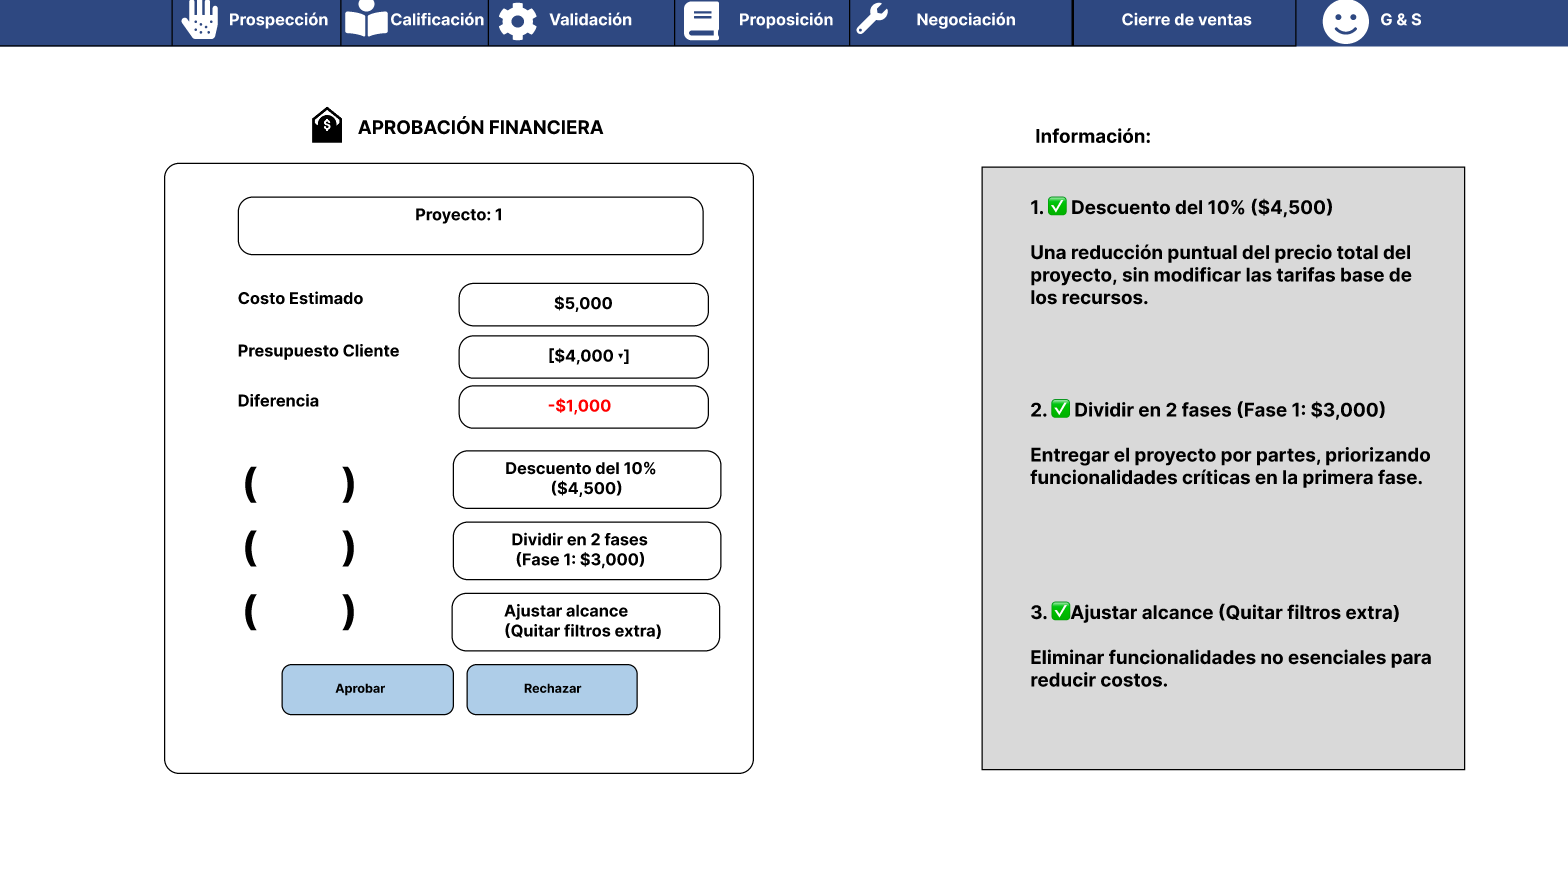 Prospección
Calificación
Validación
Proposición
Negociación
Cierre de ventas
G & S
$
APROBACIÓN FINANCIERA
Proyecto: 1
Costo Estimado
$5,000
Presupuesto Cliente
[$4,000 ▾]
Diferencia
-$1,000
( )
Descuento del 10%
($4,500)
( )
Dividir en 2 fases
(Fase 1: $3,000)
( )
Ajustar alcance
(Quitar filtros extra)
Aprobar
Rechazar
Información:
1. ✅ Descuento del 10% ($4,500)
Una reducción puntual del precio total del
proyecto, sin modificar las tarifas base de
los recursos.
2. ✅ Dividir en 2 fases (Fase 1: $3,000)
Entregar el proyecto por partes, priorizando
funcionalidades críticas en la primera fase.
3. ✅Ajustar alcance (Quitar filtros extra)
Eliminar funcionalidades no esenciales para
reducir costos.